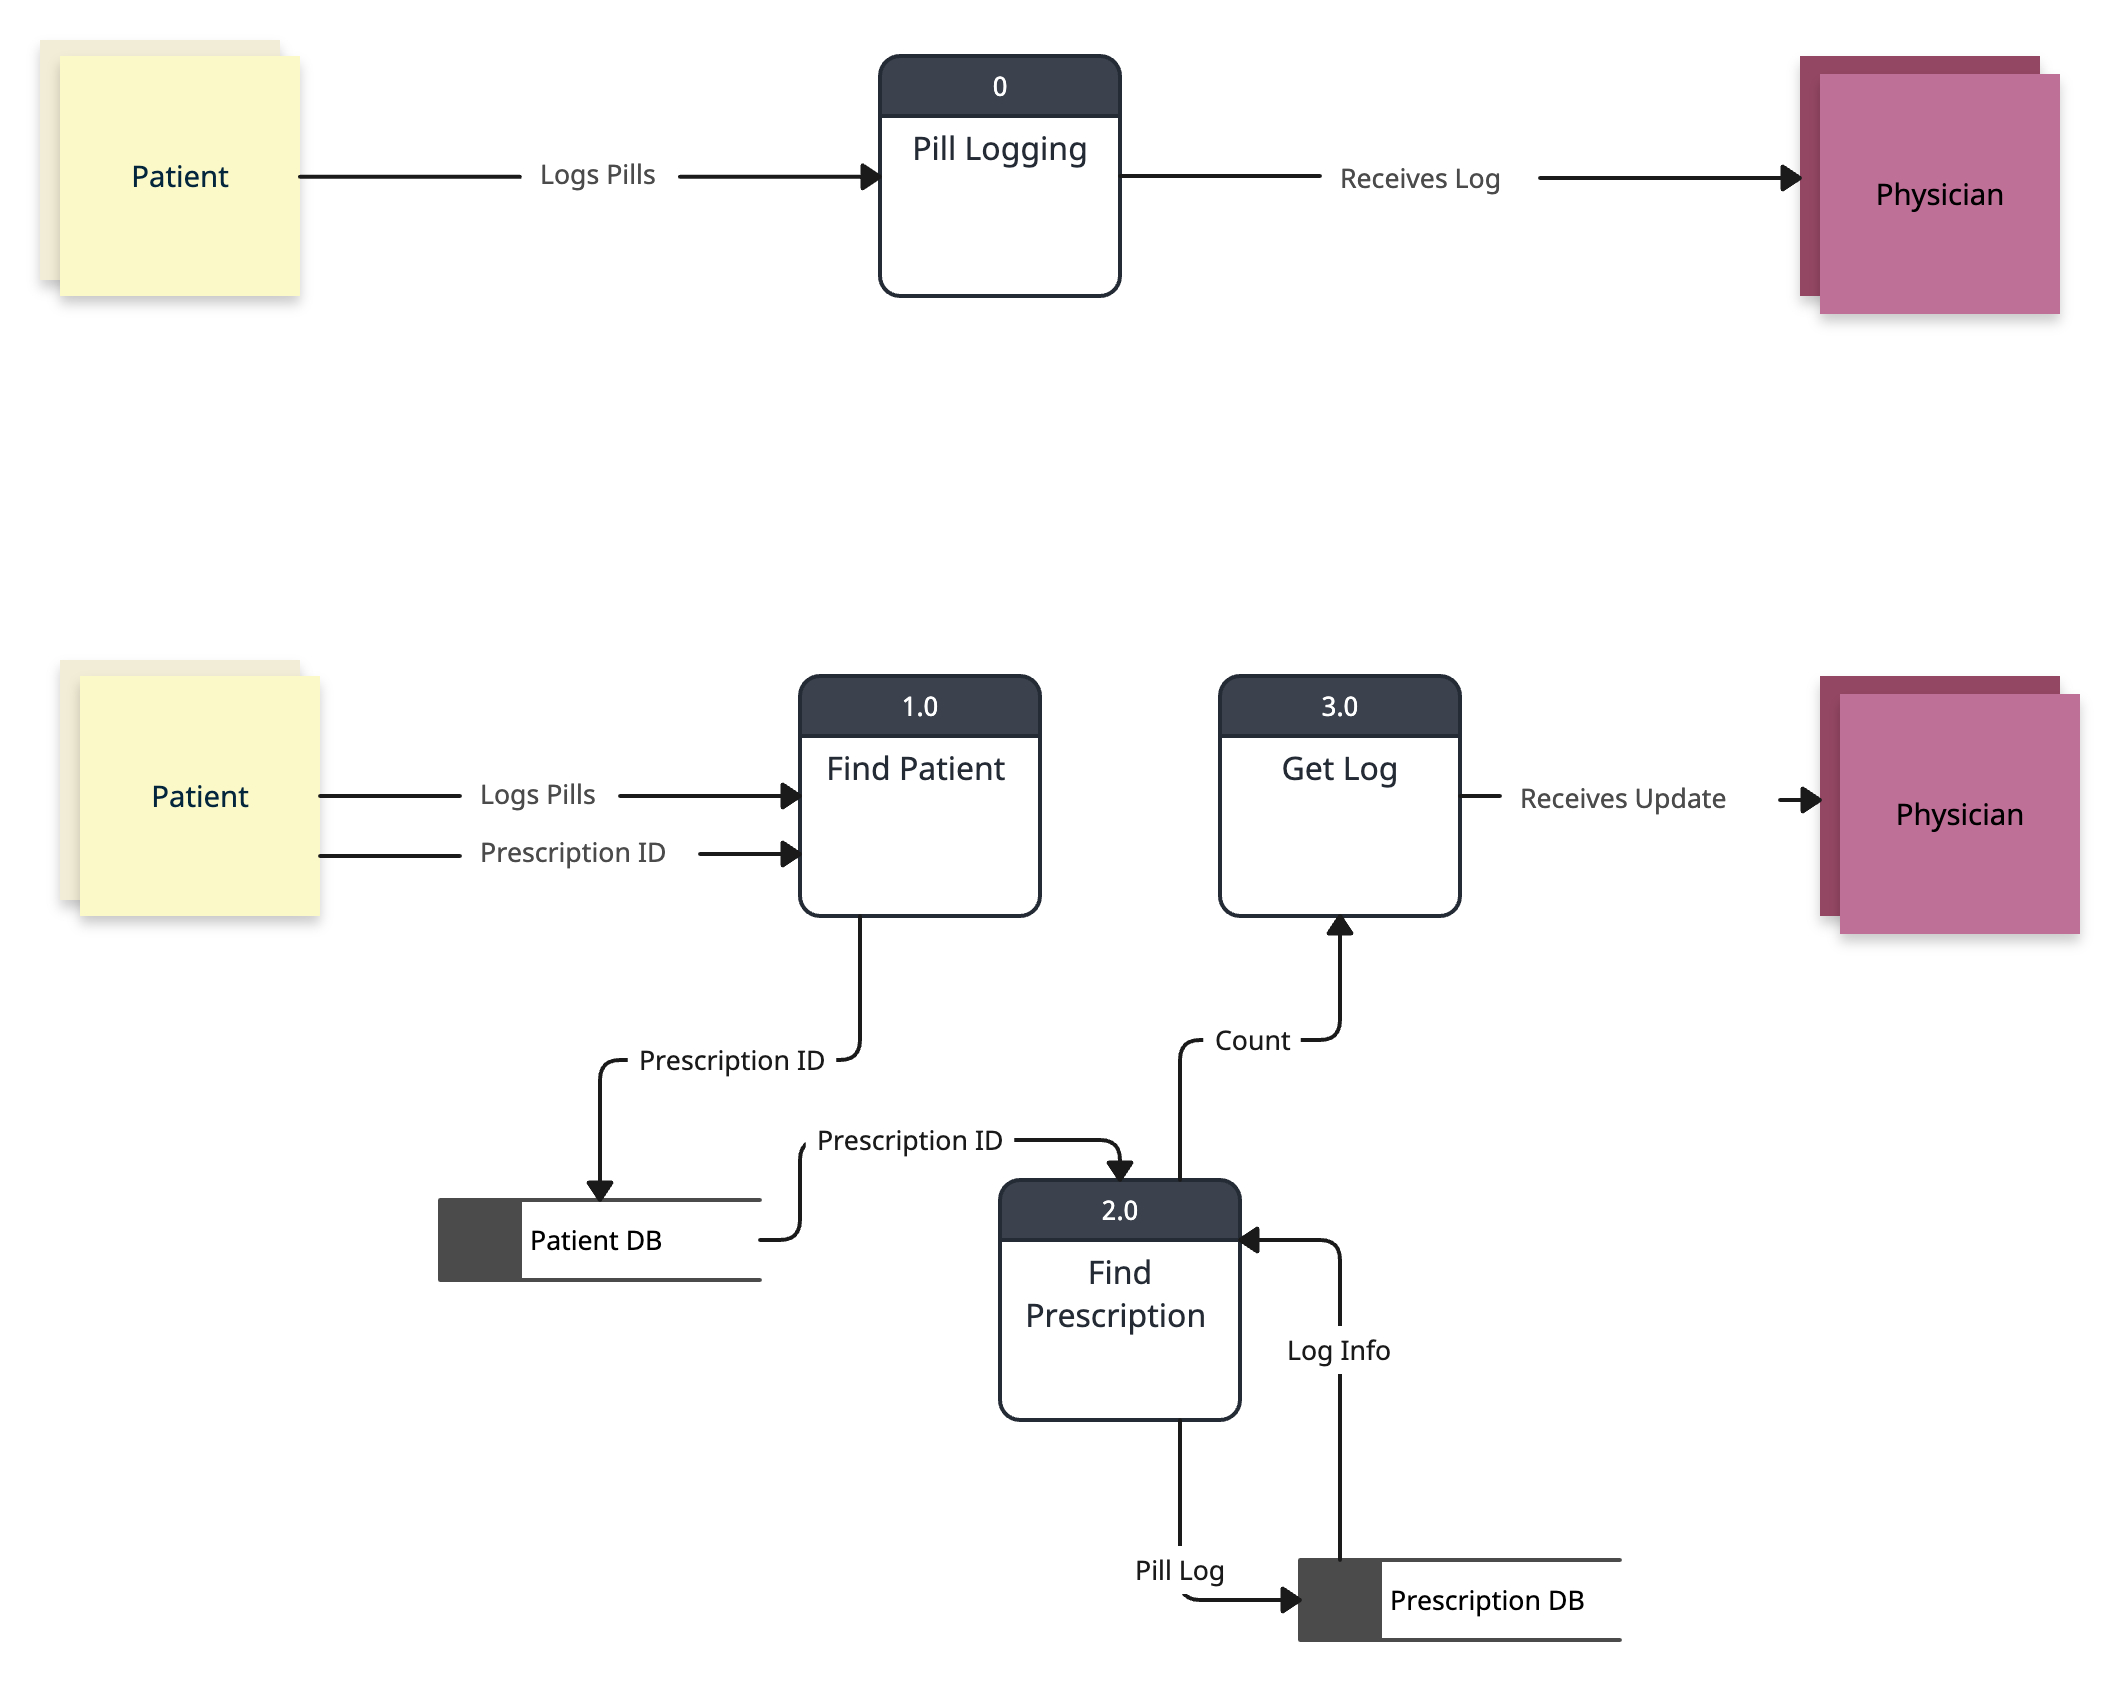 0
Pill Logging
Patient
Logs Pills
Receives Log
Physician
1.0
3.0
Find Patient
Get Log
Patient
Logs Pills
Receives Update
Physician
Prescription ID
Count
Prescription ID
Prescription ID
2.0
Patient DB
Find
Prescription
Log Info
Pill Log
Prescription DB